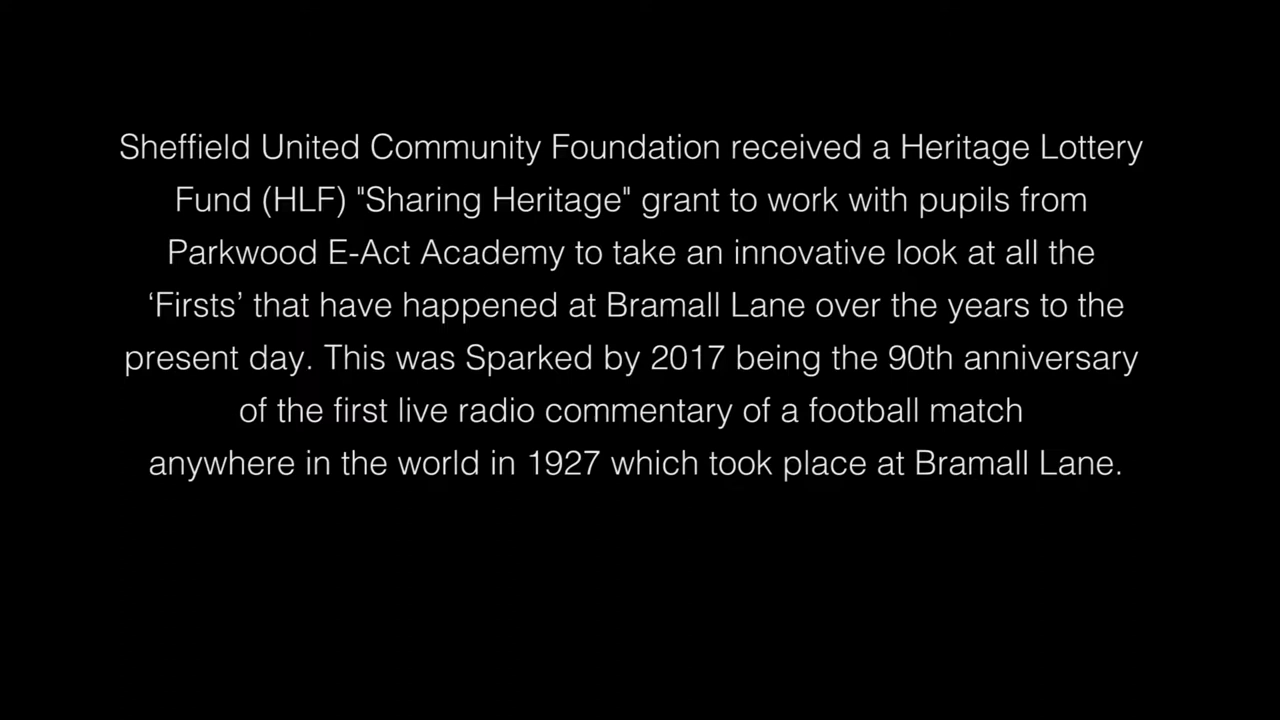 Sheffield United Community Foundation received a Heritage Lottery
Fund (HLF) "Sharing Heritage" grant to work with pupils from
Parkwood E-Act Academy to take an innovative look at all the
‘Firsts’ that have happened at Bramall Lane over the years to the
present day. This was Sparked by 2017 being the 90th anniversary
of the first live radio commentary of a football match
anywhere in the world in 1927 which took place at Bramall Lane.